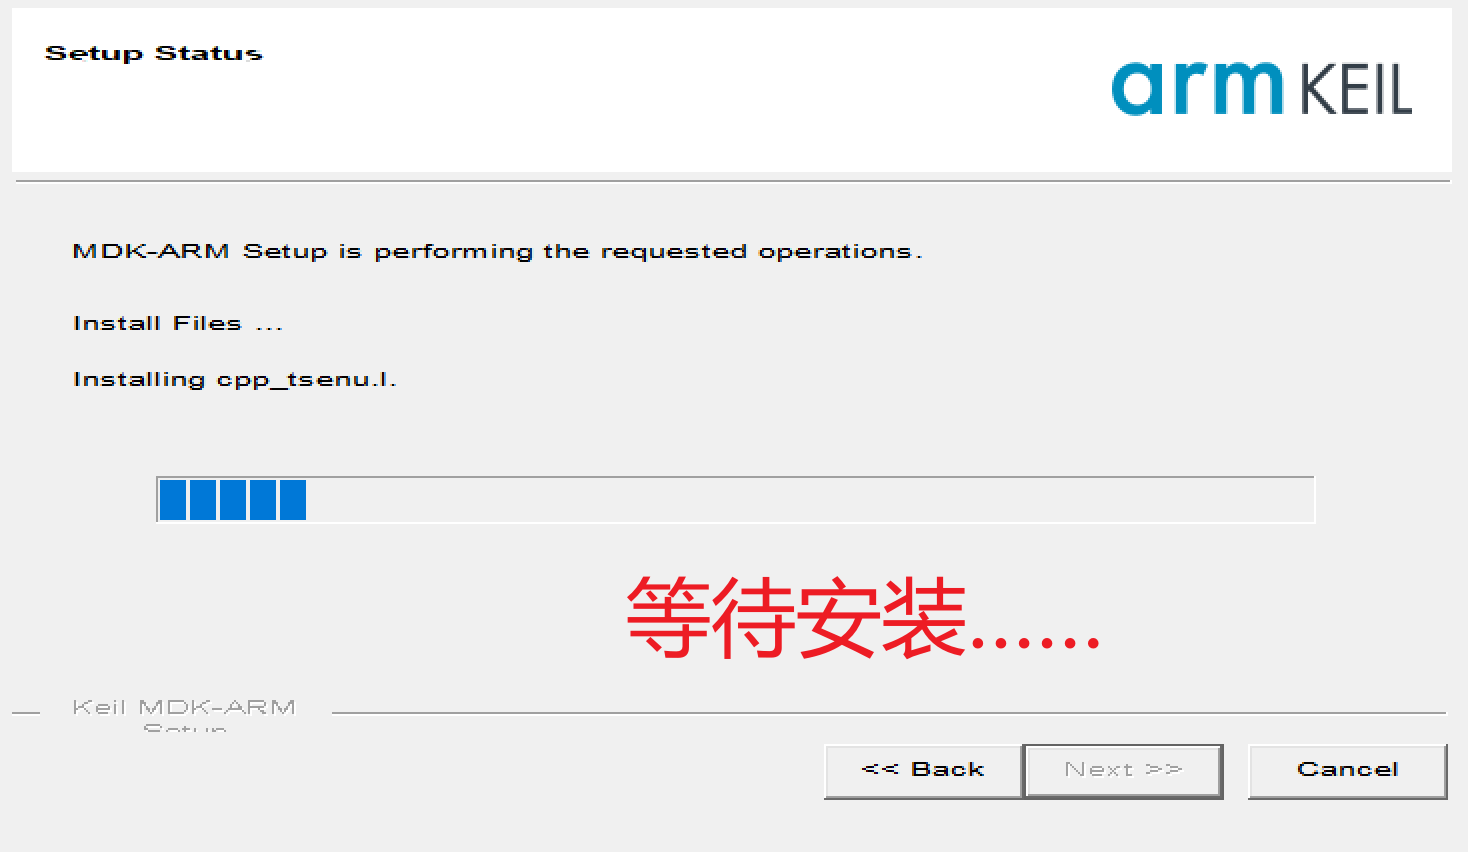 Setup Status
arm KEIL
MDK-ARM Setup is performing the requested operations.
Install Files ...
Installing cpp_tsenu.l.
等待安装......
Keil MDK-ARM
Setup
<< Back
Next >>
Cancel